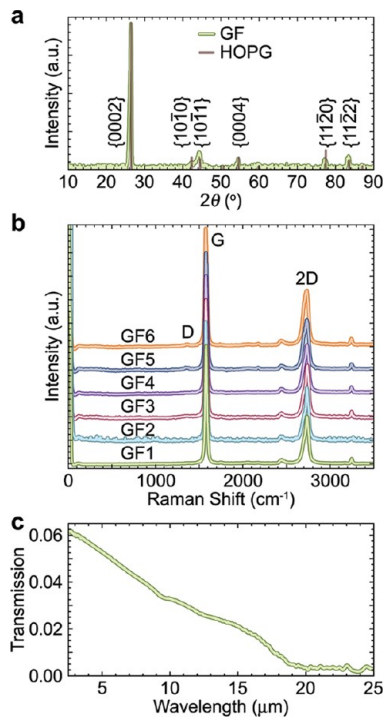 a
GF
HOPG
Intensity (a.u.)
{0002}
{101̄0}
{101̄1}
{0004}
{112̄0}
{112̄2}
10 20 30 40 50 60 70 80 90
2θ (°)
b
G
2D
D
GF6
GF5
GF4
GF3
GF2
GF1
Intensity (a.u.)
0 1000 2000 3000
Raman Shift (cm⁻¹)
c
0.06
0.04
0.02
0.00
Transmission
5 10 15 20 25
Wavelength (μm)